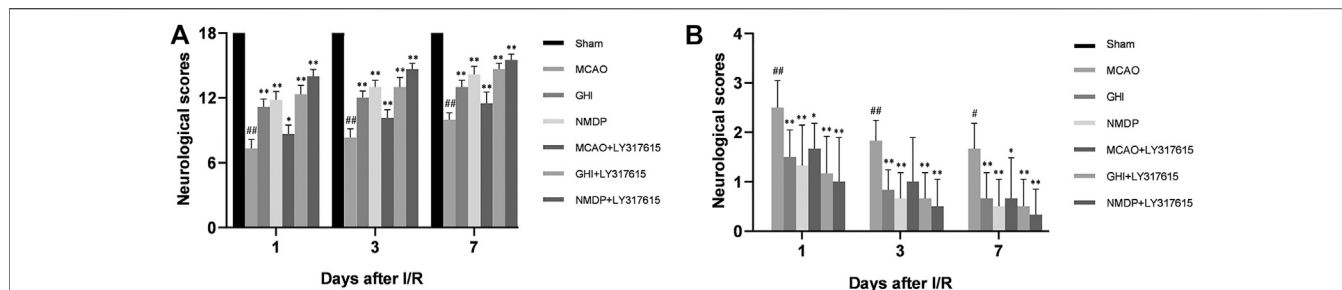 A
Neurological scores
18
12
6
0
##
**
**
*
**
**
##
**
**
**
**
**
##
**
**
**
**
**
1
3
7
Days after I/R
Sham
MCAO
GHI
NMDP
MCAO+LY317615
GHI+LY317615
NMDP+LY317615
B
Neurological scores
4
3
2
1
0
##
**
**
*
**
**
##
**
**
**
**
#
**
**
*
**
**
1
3
7
Days after I/R
Sham
MCAO
GHI
NMDP
MCAO+LY317615
GHI+LY317615
NMDP+LY317615